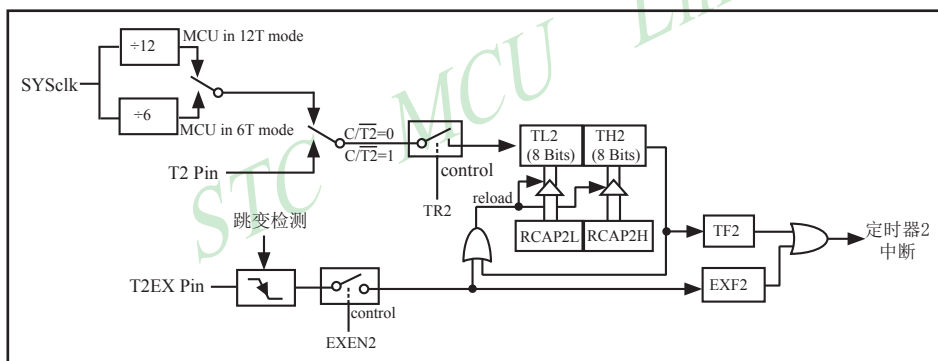 ÷12
MCU in 12T mode
SYSclk
÷6
MCU in 6T mode
C/T2=0
C/T2=1
T2 Pin
control
TR2
TL2
(8 Bits)
TH2
(8 Bits)
reload
RCAP2L
RCAP2H
TF2
定时器2
中断
跳变检测
T2EX Pin
control
EXEN2
EXF2
STC MCU Lim